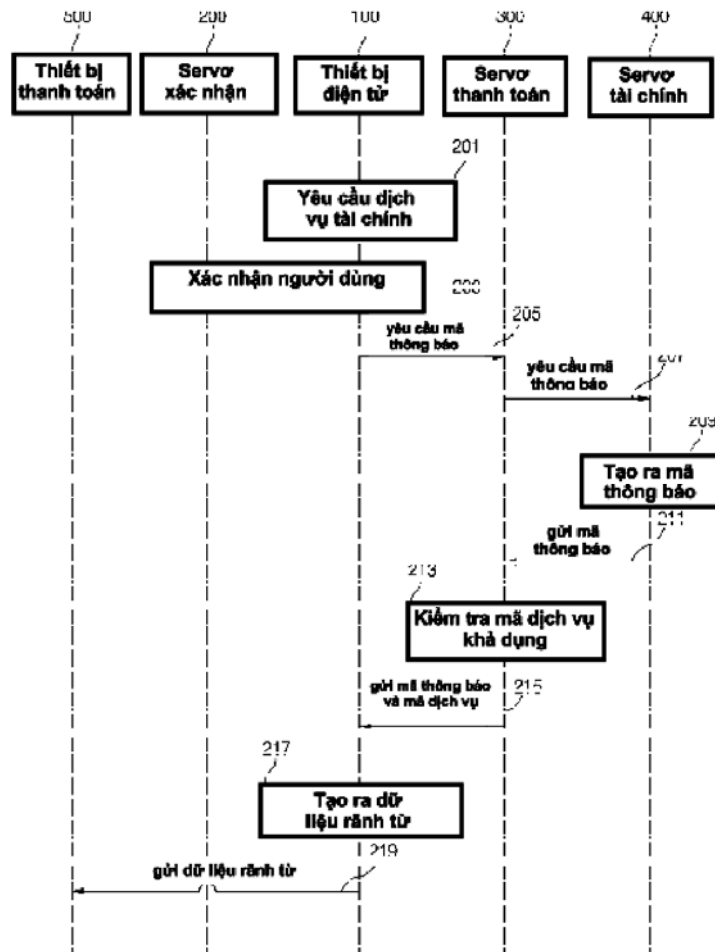 200
100
300
400
Thiết bị
thanh toán
Servơ
xác nhận
Thiết bị
điện tử
Servơ
thanh toán
Servơ
tài chính
201
Yêu cầu dịch
vụ tài chính
Xác nhận người dùng
205
yêu cầu mã
thông báo
207
yêu cầu mã
thông báo
209
Tạo ra mã
thông báo
211
gửi mã
thông báo
213
Kiểm tra mã dịch vụ
khả dụng
215
gửi mã thông báo
và mã dịch vụ
217
Tạo ra dữ
liệu rãnh từ
219
gửi dữ liệu rãnh từ